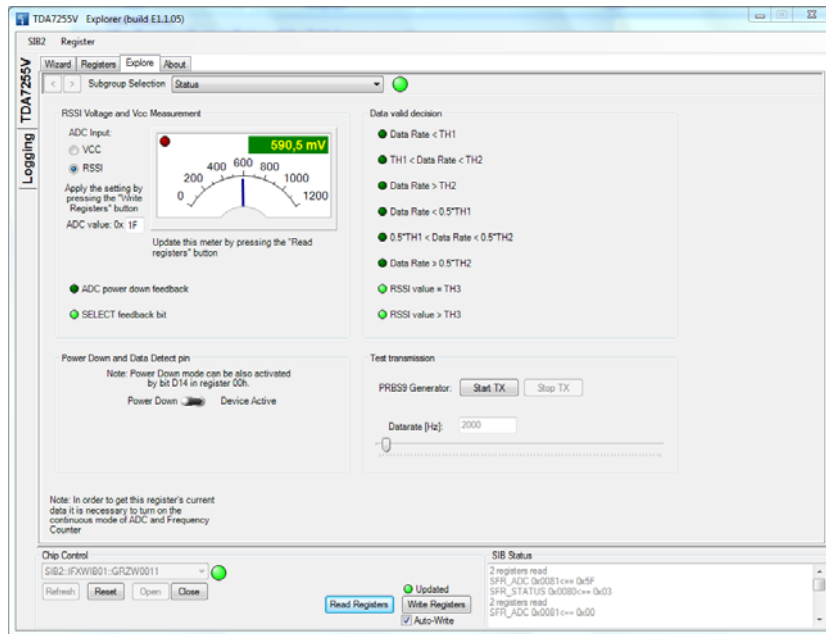 TDA7255V Explorer (build E1.1.05)
SIB2 Register
TDA7255V
Logging
Wizard Registers Explore About
< > Subgroup Selection Status
RSSI Voltage and Vcc Measurement
ADC Input:
VCC
RSSI
Apply the setting by
pressing the "Write
Registers" button
ADC value: 0x 1F
590,5 mV
0 200 400 600 800 1000 1200
Update this meter by pressing the "Read
registers" button
ADC power down feedback
SELECT feedback bit
Data valid decision
Data Rate < TH1
TH1 < Data Rate < TH2
Data Rate > TH2
Data Rate < 0.5*TH1
0.5*TH1 < Data Rate < 0.5*TH2
Data Rate > 0.5*TH2
RSSI value = TH3
RSSI value > TH3
Power Down and Data Detect pin
Note: Power Down mode can be also activated
by bit D14 in register 00h.
Power Down Device Active
Test transmission
PRBS9 Generator: Start TX Stop TX
Datarate [Hz]: 2000
Note: In order to get this register's current
data it is necessary to turn on the
continuous mode of ADC and Frequency
Counter
Chip Control
SIB2::IFXWIB01::GRZW0011
Refresh Reset Open Close
Read Registers
Updated
Write Registers
Auto-Write
SIB Status
2 registers read
SFR_ADC 0x0081<== 0x5F
SFR_STATUS 0x0080<== 0x03
2 registers read
SFR_ADC 0x0081<== 0x00